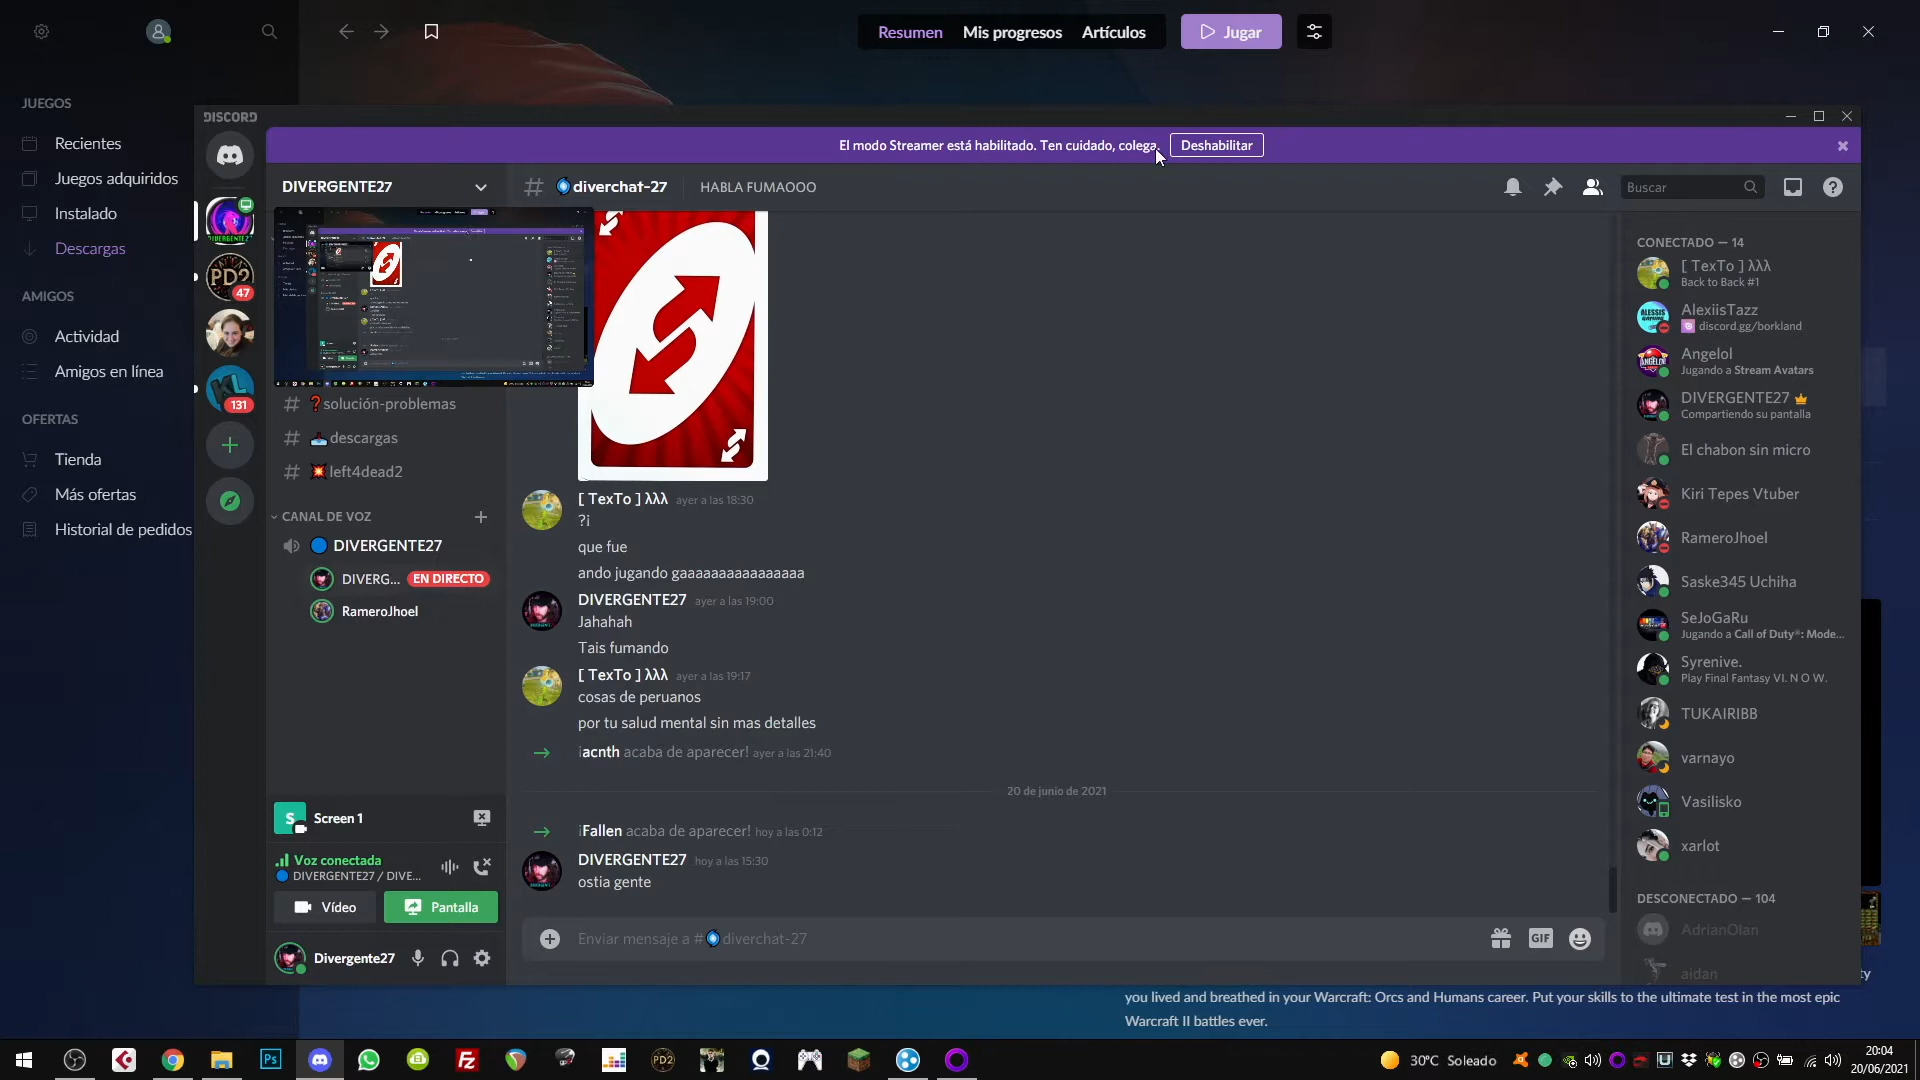 Resumen
Mis progresos
Artículos
Jugar
JUEGOS
Recientes
Juegos adquiridos
Instalado
Descargas
AMIGOS
Actividad
Amigos en línea
OFERTAS
Tienda
Más ofertas
Historial de pedidos
DISCORD
El modo Streamer está habilitado. Ten cuidado, colega.
Deshabilitar
DIVERGENTE27
diverchat-27
HABLA FUMAOOO
Buscar
PD2
47
KL
131
# ❓solución-problemas
# descargas
# 💥left4dead2
CANAL DE VOZ
DIVERGENTE27
DIVERG... EN DIRECTO
RameroJhoel
S
Screen 1
Voz conectada
DIVERGENTE27 / DIVE...
Vídeo
Pantalla
Divergente27
[ TexTo ] λλλ ayer a las 18:30
?i
que fue
ando jugando gaaaaaaaaaaaaaaaa
DIVERGENTE27 ayer a las 19:00
Jahahah
Tais fumando
[ TexTo ] λλλ ayer a las 19:17
cosas de peruanos
por tu salud mental sin mas detalles
¡acnth acaba de aparecer! ayer a las 21:40
20 de junio de 2021
¡Fallen acaba de aparecer! hoy a las 0:12
DIVERGENTE27 hoy a las 15:30
ostia gente
Enviar mensaje a #diverchat-27
GIF
CONECTADO — 14
[ TexTo ] λλλ
Back to Back #1
AlexiisTazz
discord.gg/borkland
Angelol
Jugando a Stream Avatars
DIVERGENTE27
Compartiendo su pantalla
El chabon sin micro
Kiri Tepes Vtuber
RameroJhoel
Saske345 Uchiha
SeJoGaRu
Jugando a Call of Duty®: Mode...
Syrenive.
Play Final Fantasy VI. N O W.
TUKAIRIBB
varnayo
Vasilisko
xarlot
DESCONECTADO — 104
AdrianOlan
aidan
ty
you lived and breathed in your Warcraft: Orcs and Humans career. Put your skills to the ultimate test in the most epic
Warcraft II battles ever.
Ps
PD2
30°C Soleado
20:04
20/06/2021